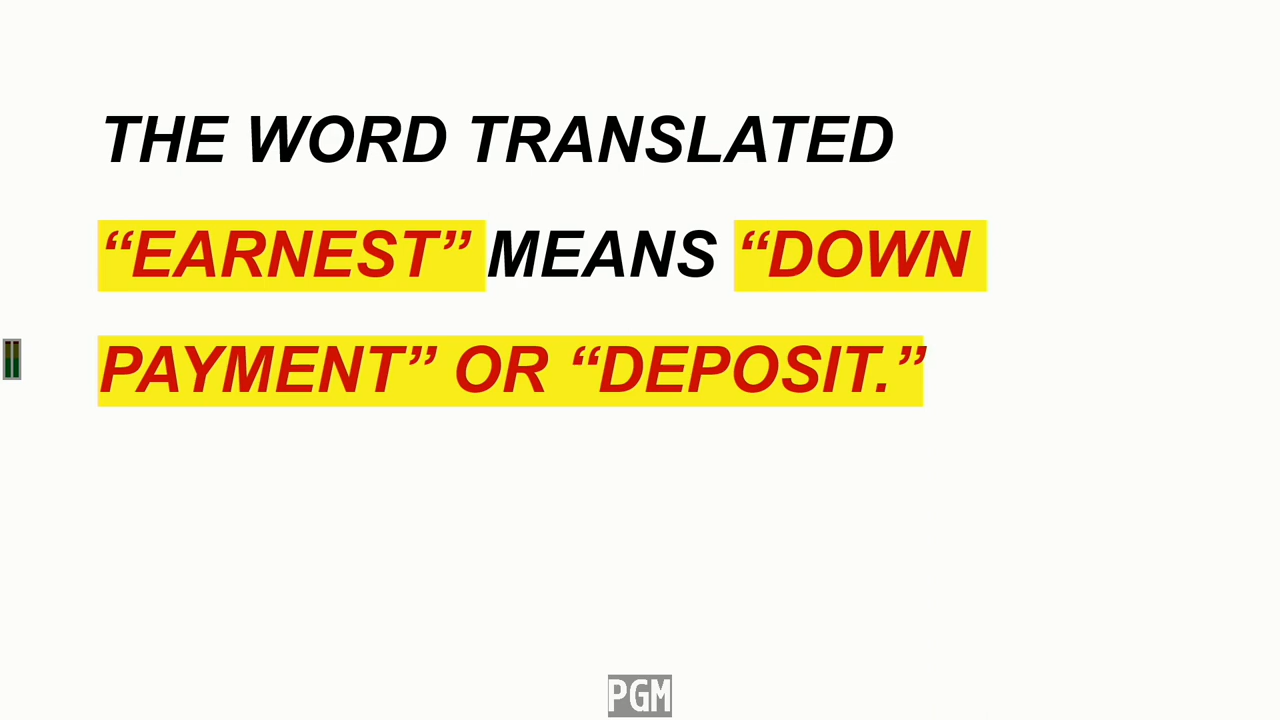 THE WORD TRANSLATED
“EARNEST” MEANS “DOWN
PAYMENT” OR “DEPOSIT.”
PGM